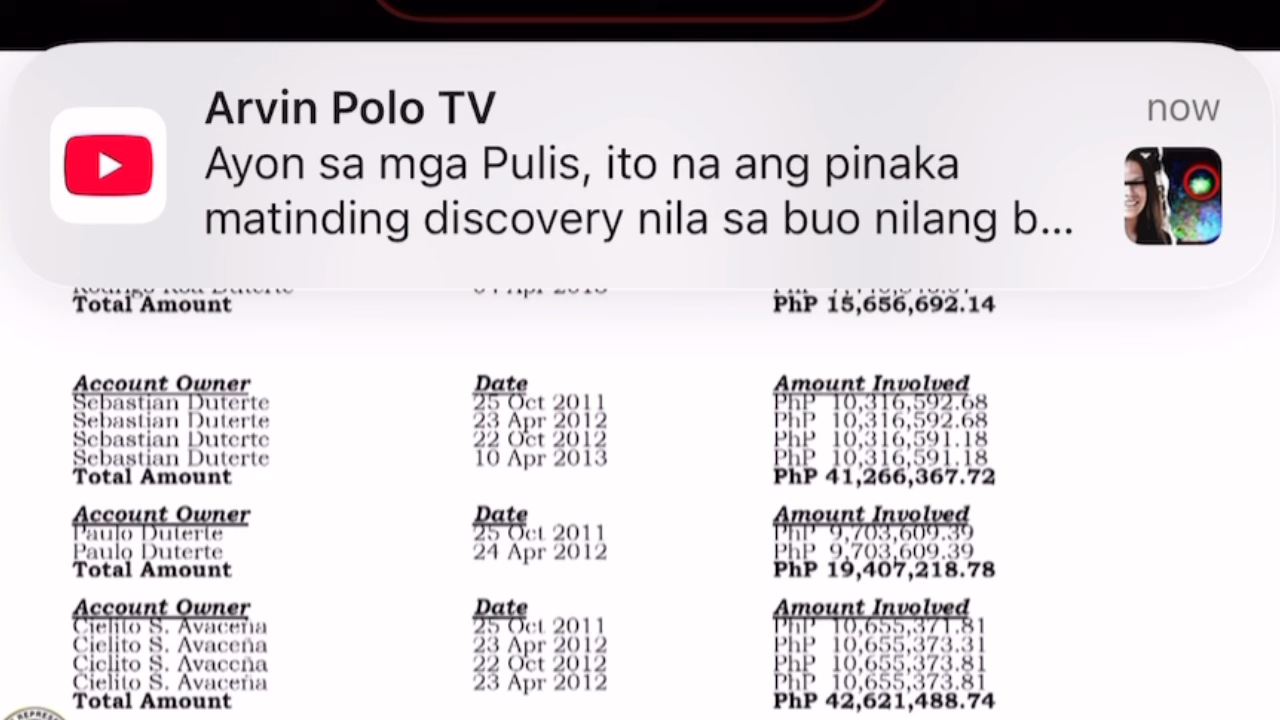 Arvin Polo TV
now
Ayon sa mga Pulis, ito na ang pinaka
matinding discovery nila sa buo nilang b...
Total Amount PhP 15,656,692.14
Account Owner Date Amount Involved
Sebastian Duterte 25 Oct 2011 PhP 10,316,592.68
Sebastian Duterte 23 Apr 2012 PhP 10,316,592.68
Sebastian Duterte 22 Oct 2012 PhP 10,316,591.18
Sebastian Duterte 10 Apr 2013 PhP 10,316,591.18
Total Amount PhP 41,266,367.72
Account Owner Date Amount Involved
Paulo Duterte 25 Oct 2011 PhP 9,703,609.39
Paulo Duterte 24 Apr 2012 PhP 9,703,609.39
Total Amount PhP 19,407,218.78
Account Owner Date Amount Involved
Cielito S. Avaceña 25 Oct 2011 PhP 10,655,371.81
Cielito S. Avaceña 23 Apr 2012 PhP 10,655,373.31
Cielito S. Avaceña 22 Oct 2012 PhP 10,655,373.81
Cielito S. Avaceña 23 Apr 2012 PhP 10,655,373.81
Total Amount PhP 42,621,488.74